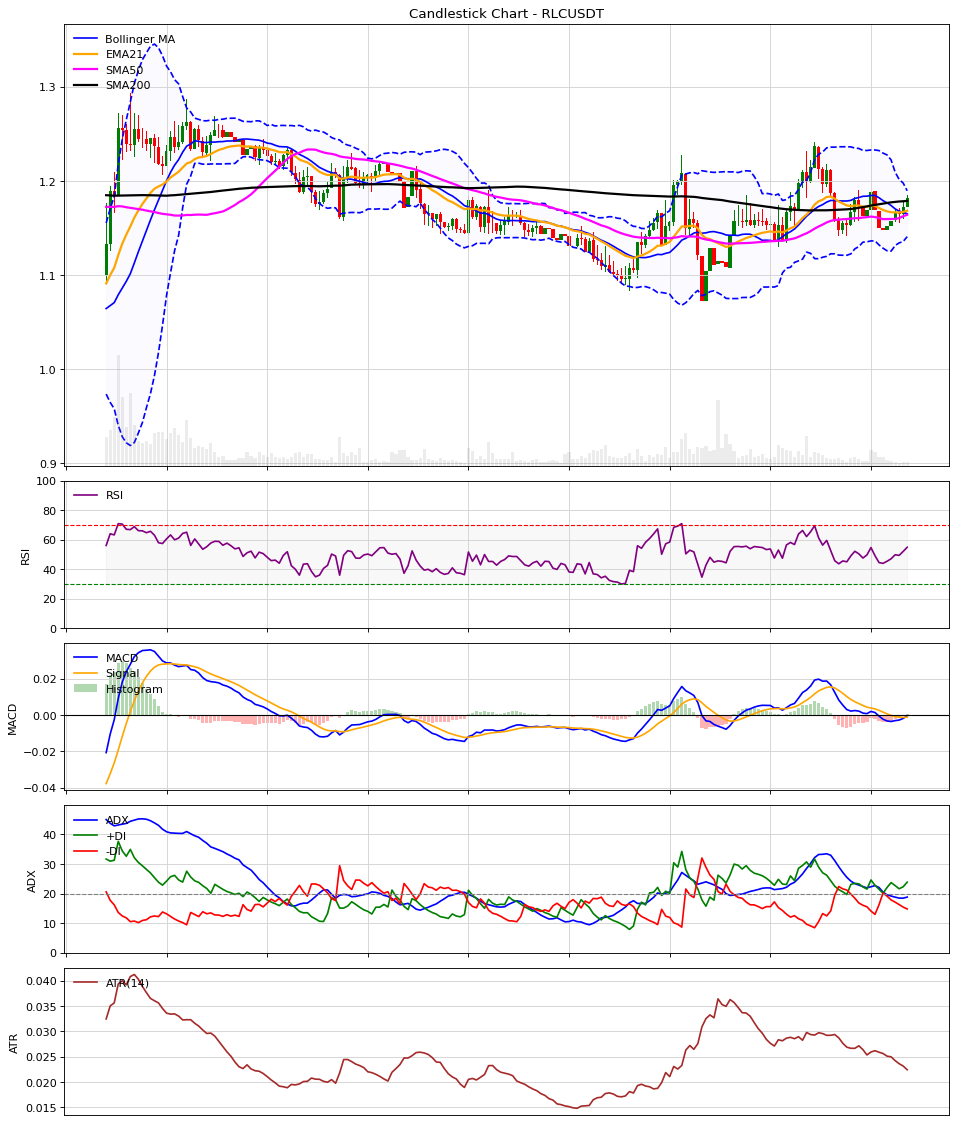 Candlestick Chart - RLCUSDT
Bollinger MA
EMA21
SMA50
SMA200
1.3
1.2
1.1
1.0
0.9
RSI
RSI
100
80
60
40
20
0
MACD
Signal
Histogram
MACD
0.02
0.00
−0.02
−0.04
ADX
+DI
-DI
ADX
40
30
20
10
0
ATR(14)
ATR
0.040
0.035
0.030
0.025
0.020
0.015